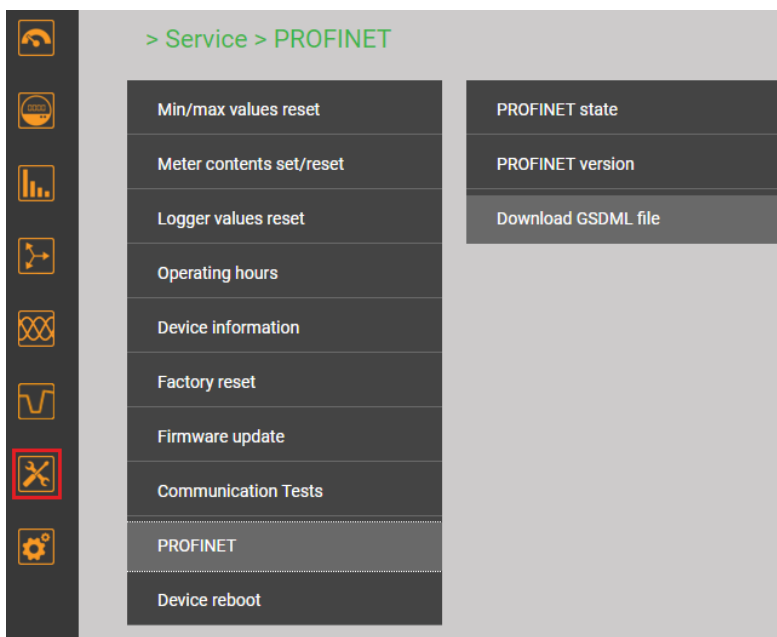 > Service > PROFINET
Min/max values reset
Meter contents set/reset
Logger values reset
Operating hours
Device information
Factory reset
Firmware update
Communication Tests
PROFINET
Device reboot
PROFINET state
PROFINET version
Download GSDML file